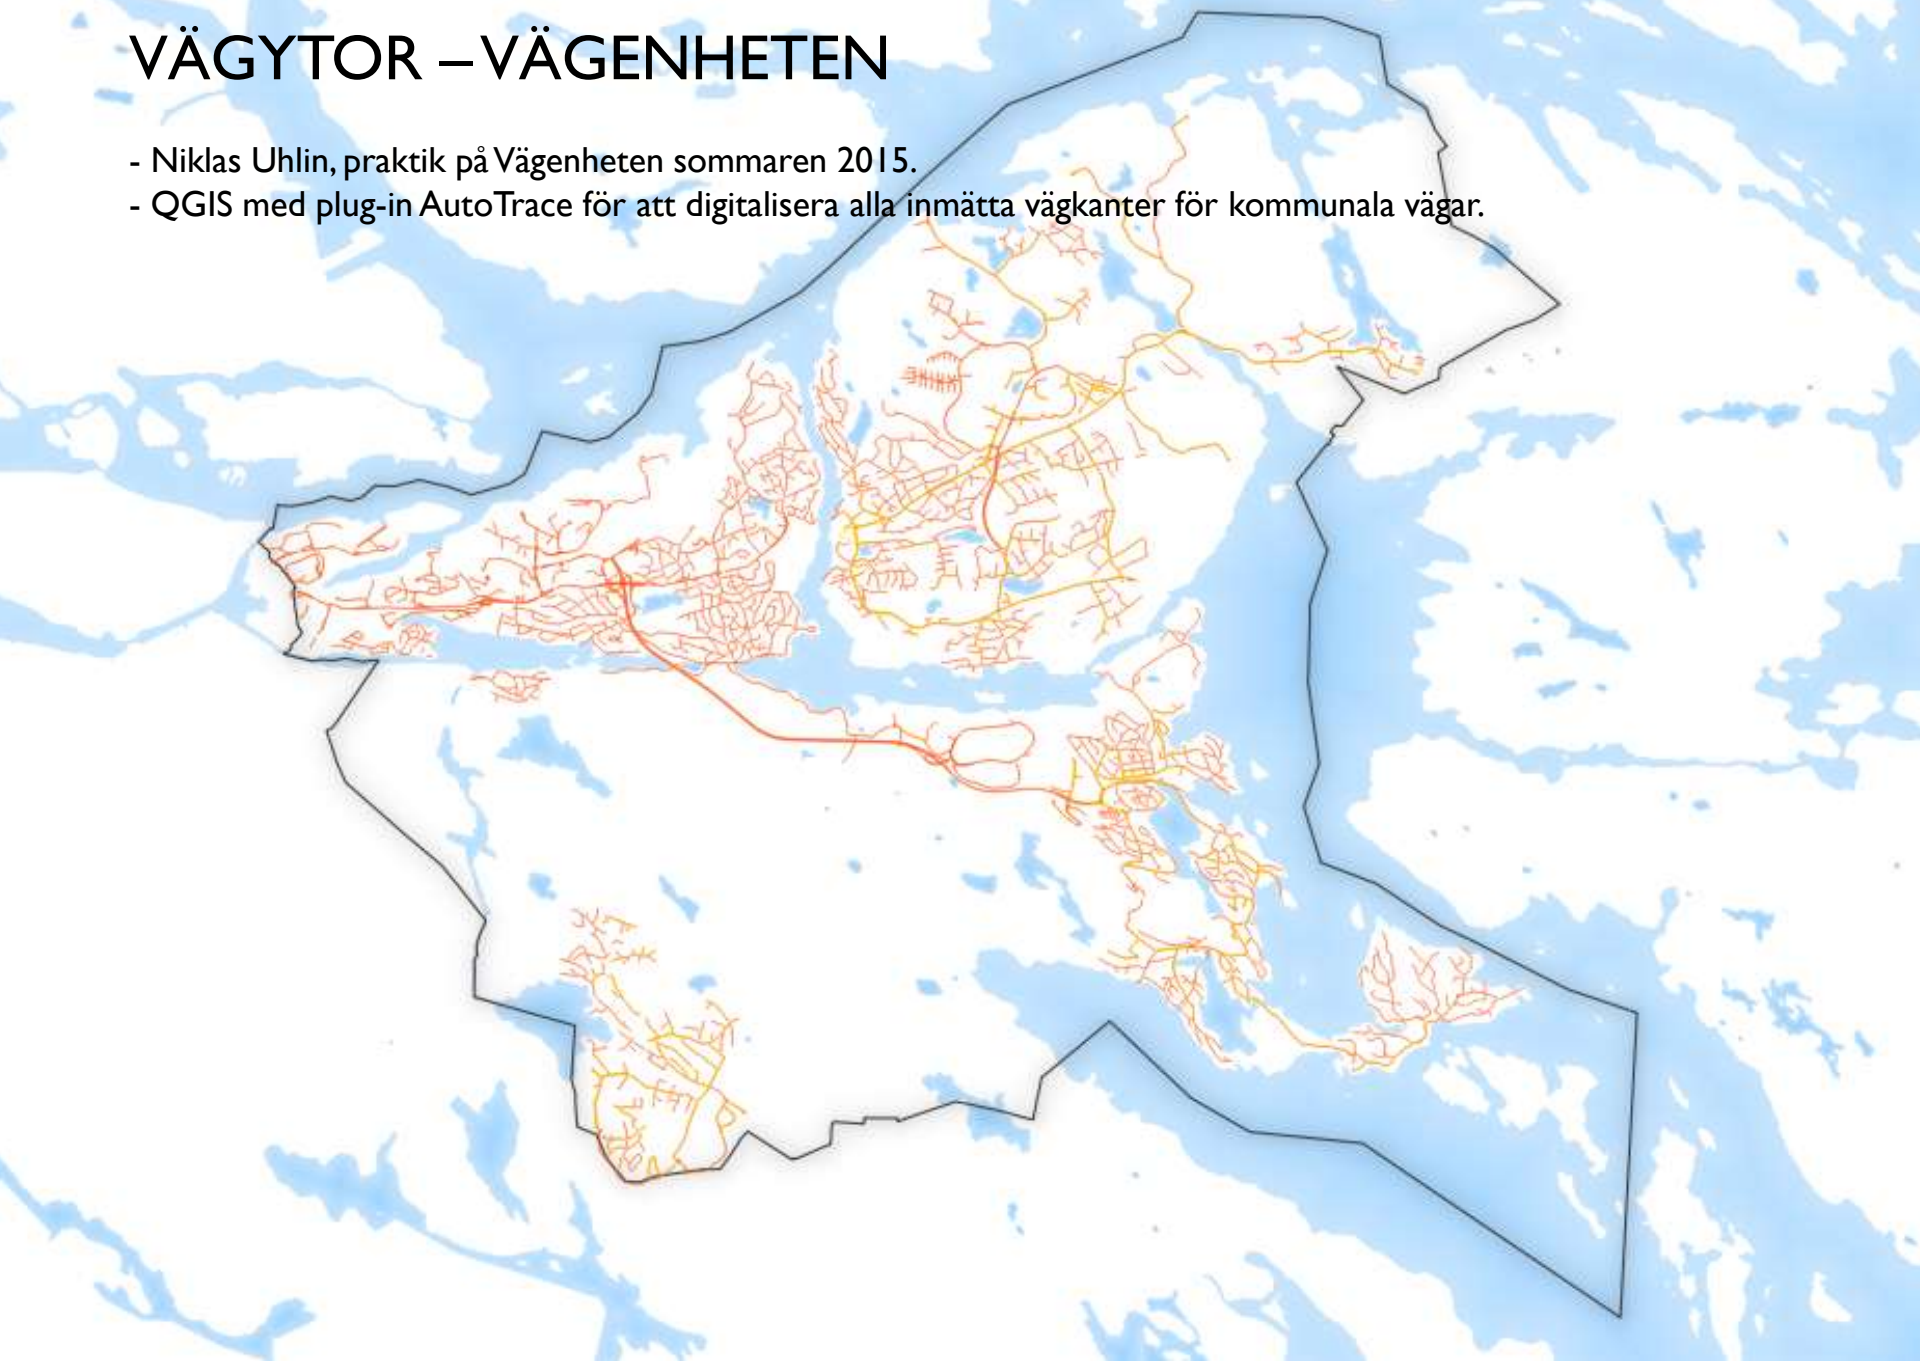 VÄGYTOR – VÄGENHETEN
- Niklas Uhlin, praktik på Vägenheten sommaren 2015.
- QGIS med plug-in AutoTrace för att digitalisera alla inmätta vägkanter för kommunala vägar.